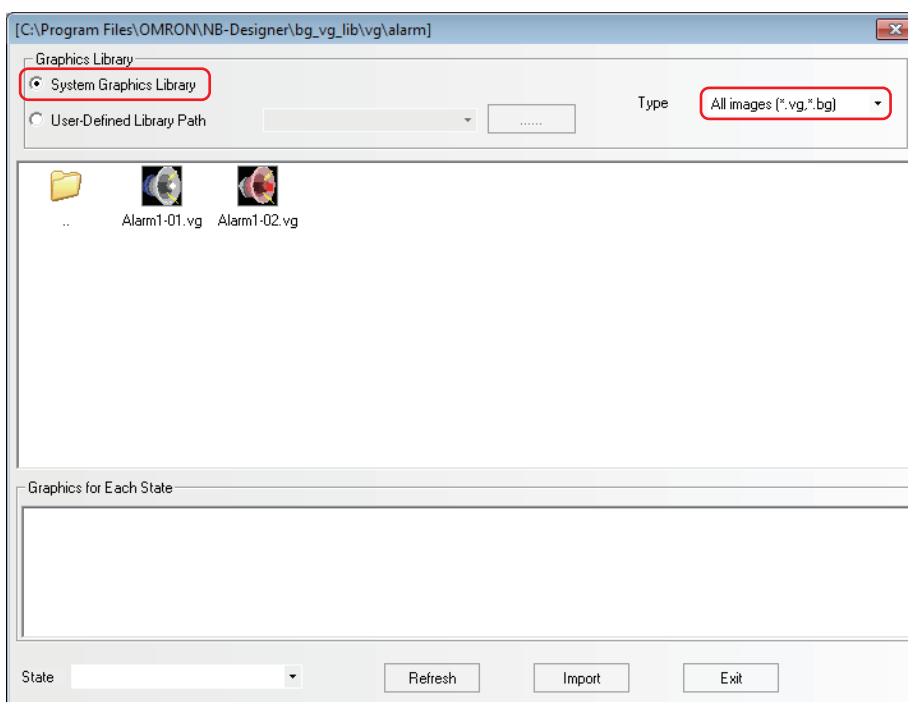 [C:\Program Files\OMRON\NB-Designer\bg_vg_lib\vg\alarm]
Graphics Library
System Graphics Library
Type
All images (*.vg,*.bg)
User-Defined Library Path
......
..
Alarm1-01.vg
Alarm1-02.vg
Graphics for Each State
State
Refresh
Import
Exit